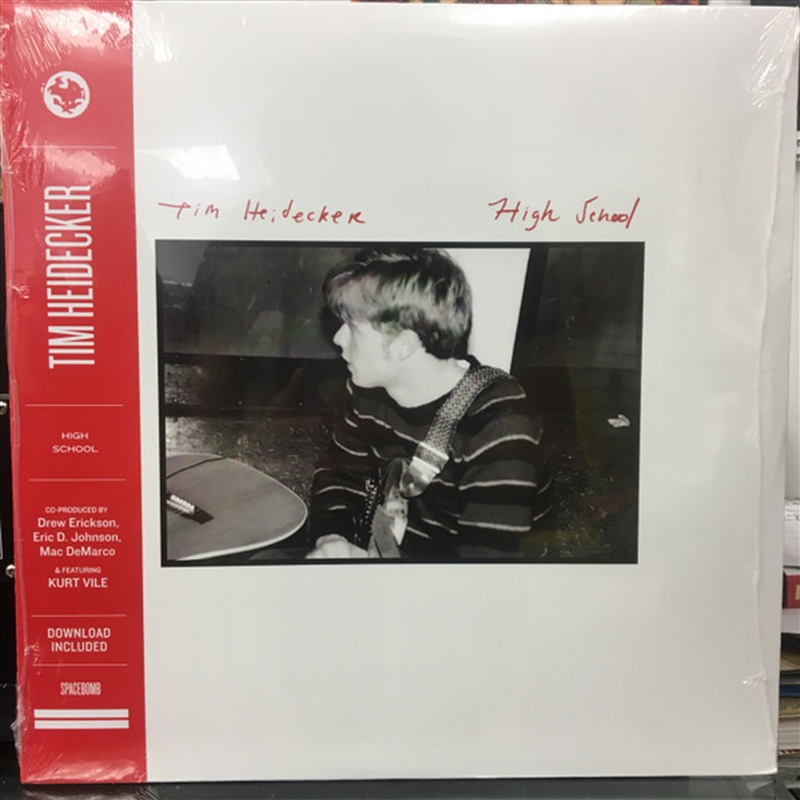 TIM HEIDECKER
HIGH
SCHOOL
CO-PRODUCED BY
Drew Erickson,
Eric D. Johnson,
Mac DeMarco
& FEATURING
KURT VILE
DOWNLOAD
INCLUDED
SPACEBOMB
Tim Heidecker High School